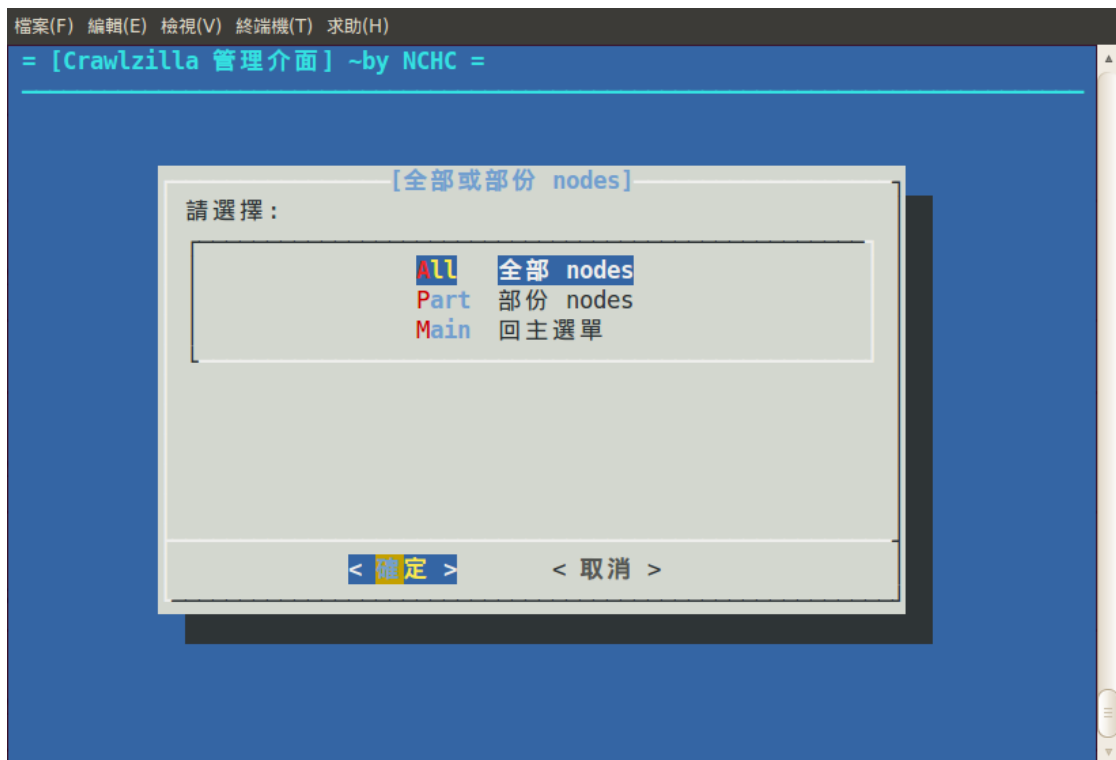 檔案(F) 編輯(E) 檢視(V) 終端機(T) 求助(H)
= [Crawlzilla 管理介面] ~by NCHC =
[全部或部份 nodes]
請選擇:
All 全部 nodes
Part 部份 nodes
Main 回主選單
< 確定 > < 取消 >